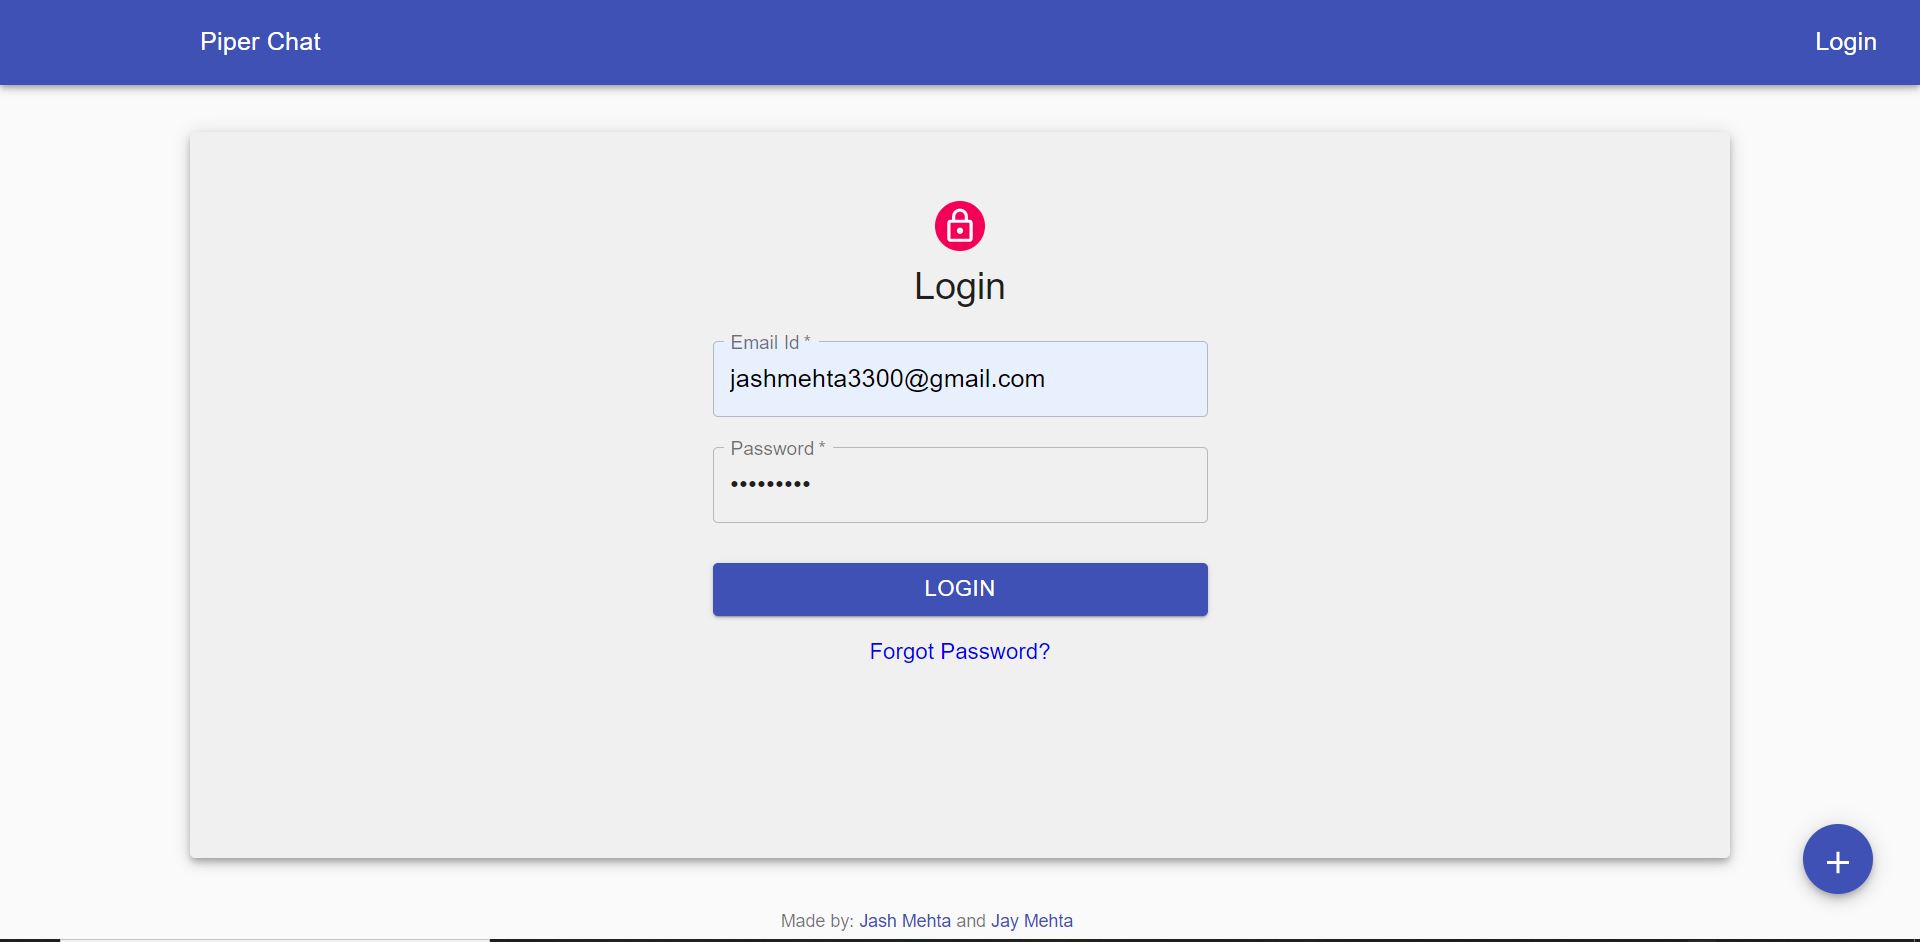 Piper Chat
Login
Login
Email Id *
jashmehta3300@gmail.com
Password *
•••••••••
LOGIN
Forgot Password?
+
Made by: Jash Mehta and Jay Mehta